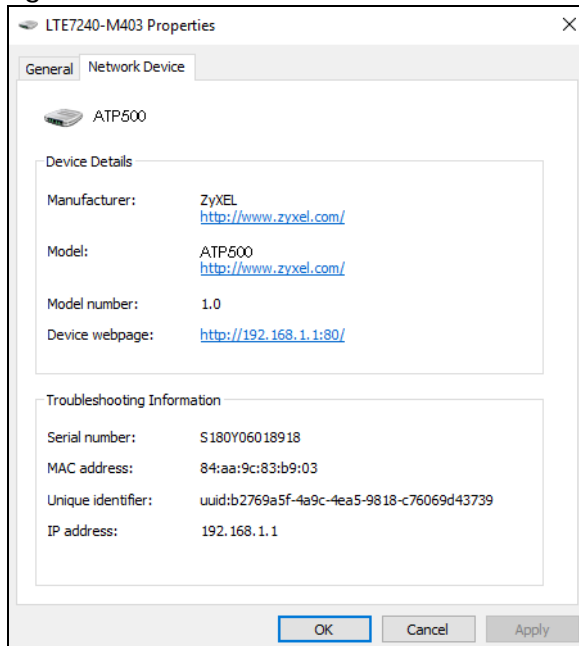 LTE7240-M403 Properties
General Network Device
ATP500
Device Details
Manufacturer: ZyXEL
http://www.zyxel.com/
Model: ATP500
http://www.zyxel.com/
Model number: 1.0
Device webpage: http://192.168.1.1:80/
Troubleshooting Information
Serial number: S180Y06018918
MAC address: 84:aa:9c:83:b9:03
Unique identifier: uuid:b2769a5f-4a9c-4ea5-9818-c76069d43739
IP address: 192.168.1.1
OK Cancel Apply